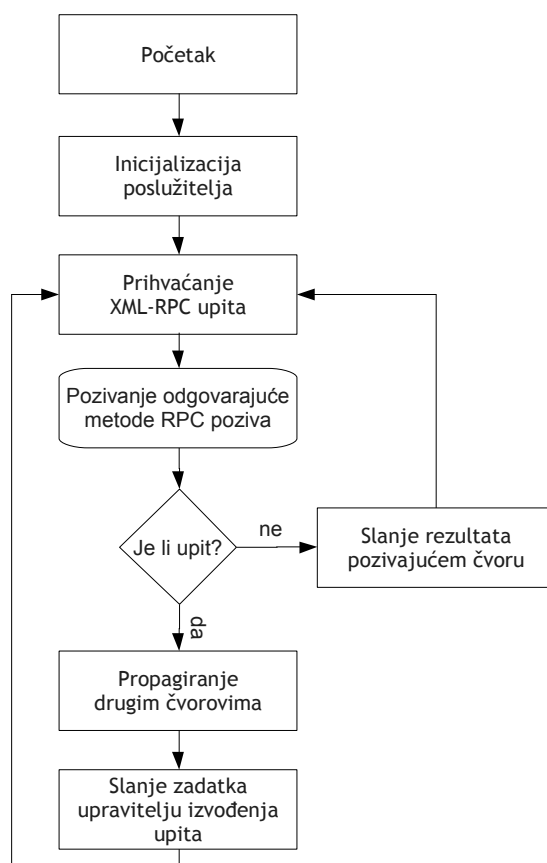 Početak
Inicijalizacija
poslužitelja
Prihvaćanje
XML-RPC upita
Pozivanje odgovarajuće
metode RPC poziva
Je li upit?
ne
Slanje rezultata
pozivajućem čvoru
da
Propagiranje
drugim čvorovima
Slanje zadatka
upravitelju izvođenja
upita